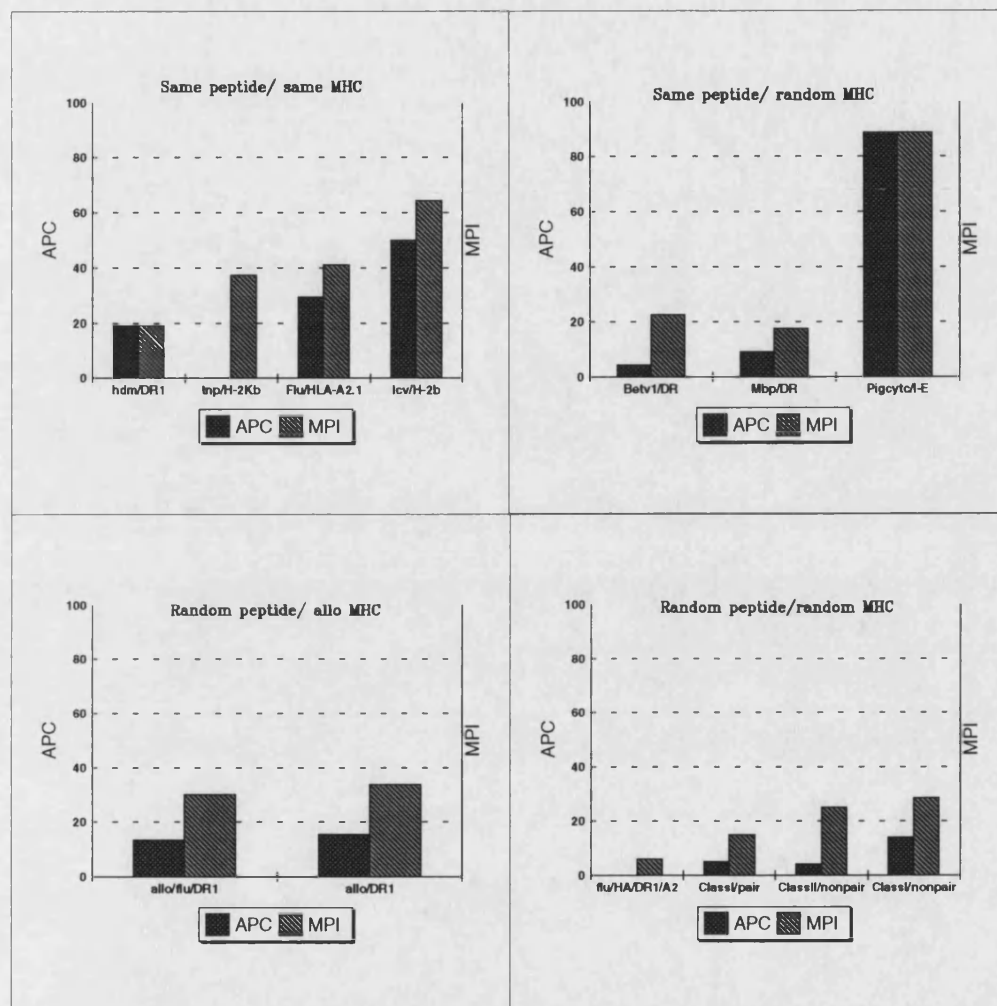 Same peptide/ same MHC
100
80
60
40
20
0
APC
MPI
hdm/DR1 tnp/H-2Kb Flu/HLA-A2.1 lcv/H-2b
APC MPI
Same peptide/ random MHC
100
80
60
40
20
0
APC
MPI
Betv1/DR Mbp/DR Pigcytc/I-E
APC MPI
Random peptide/ allo MHC
100
80
60
40
20
0
APC
MPI
allo/flu/DR1 allo/DR1
APC MPI
Random peptide/random MHC
100
80
60
40
20
0
APC
MPI
flu/HA/DR1/A2 ClassI/pair ClassII/nonpair ClassI/nonpair
APC MPI